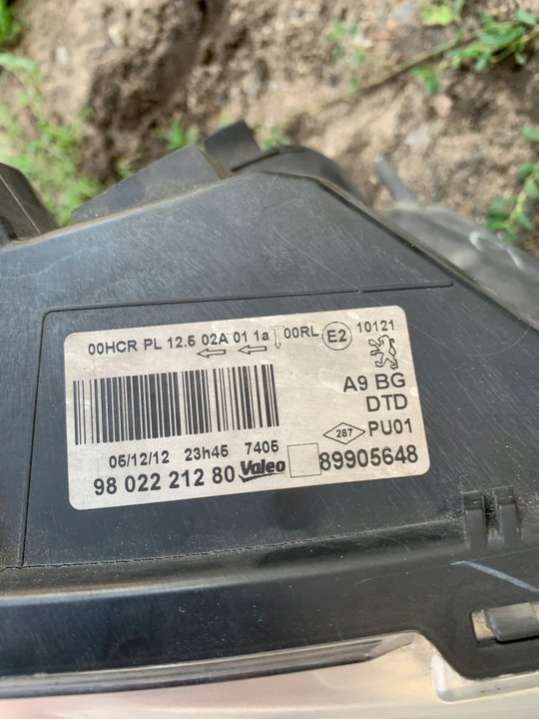 00HCR PL 12.5 02A 01 1a 00RL E2 10121
A9 BG
DTD
287 PU01
05/12/12 23h45 7405
98 022 212 80 Valeo 89905648